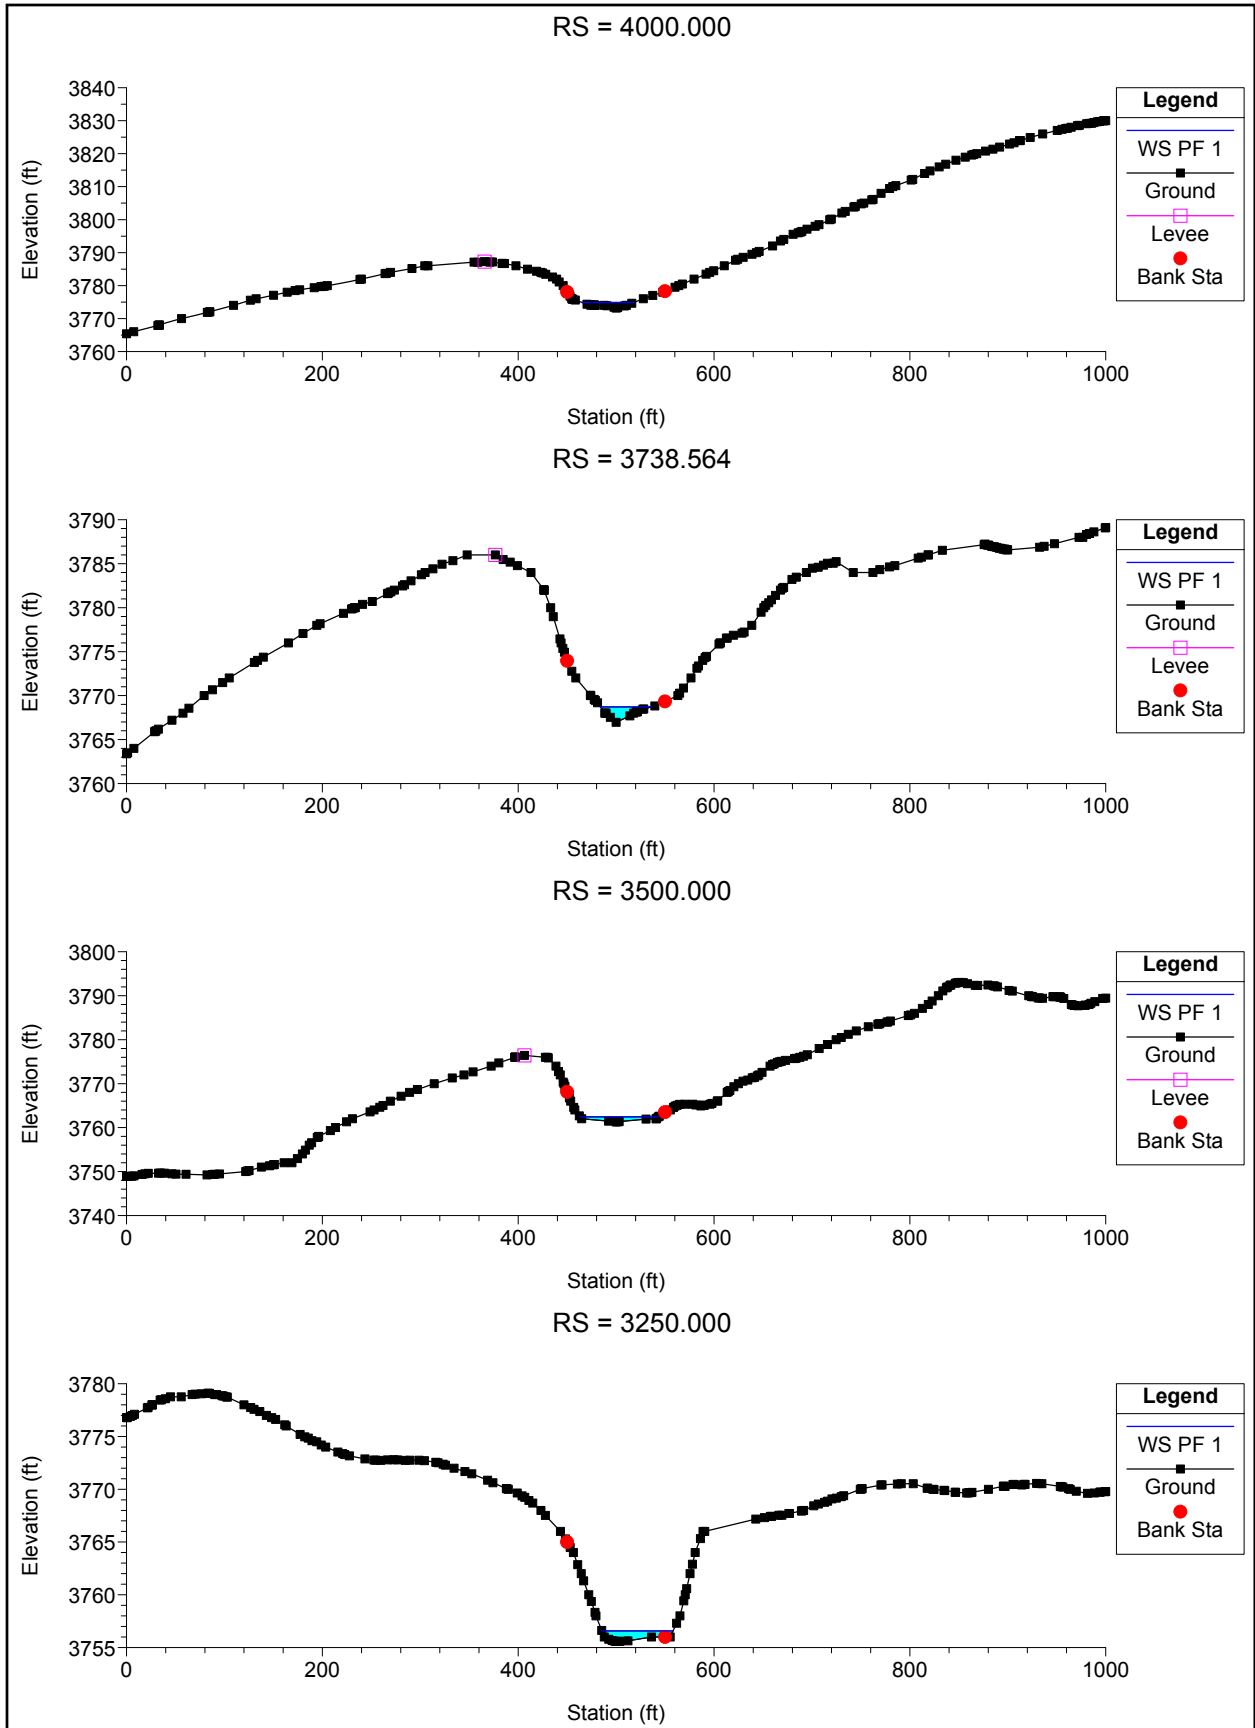 RS = 4000.000
Elevation (ft)
3840
3830
3820
3810
3800
3790
3780
3770
3760
0 200 400 600 800 1000
Station (ft)
Legend
WS PF 1
Ground
Levee
Bank Sta
RS = 3738.564
Elevation (ft)
3790
3785
3780
3775
3770
3765
3760
0 200 400 600 800 1000
Station (ft)
Legend
WS PF 1
Ground
Levee
Bank Sta
RS = 3500.000
Elevation (ft)
3800
3790
3780
3770
3760
3750
3740
0 200 400 600 800 1000
Station (ft)
Legend
WS PF 1
Ground
Levee
Bank Sta
RS = 3250.000
Elevation (ft)
3780
3775
3770
3765
3760
3755
0 200 400 600 800 1000
Station (ft)
Legend
WS PF 1
Ground
Bank Sta